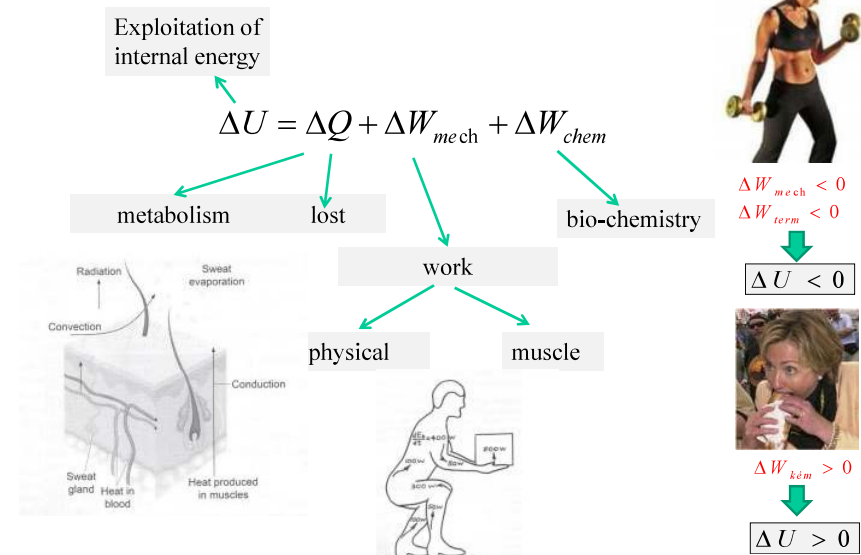 Exploitation of
internal energy
ΔU = ΔQ + ΔW_mech + ΔW_chem
metabolism lost
bio-chemistry
work
physical
muscle
Radiation
Sweat
evaporation
Convection
Conduction
Sweat
gland
Heat in
blood
Heat produced
in muscles
ΔW_mech < 0
ΔW_term < 0
ΔU < 0
ΔW_kém > 0
ΔU > 0